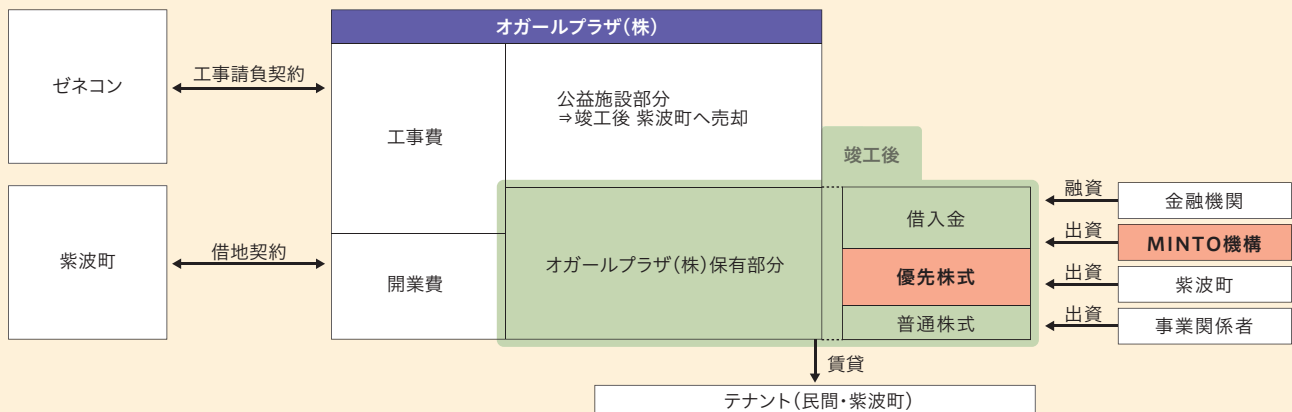 オガールプラザ(株)
ゼネコン
工事請負契約
工事費
公益施設部分
⇒竣工後 紫波町へ売却
竣工後
紫波町
借地契約
開業費
オガールプラザ(株)保有部分
借入金
優先株式
普通株式
融資
金融機関
出資
MINTO機構
出資
紫波町
出資
事業関係者
賃貸
テナント(民間・紫波町)